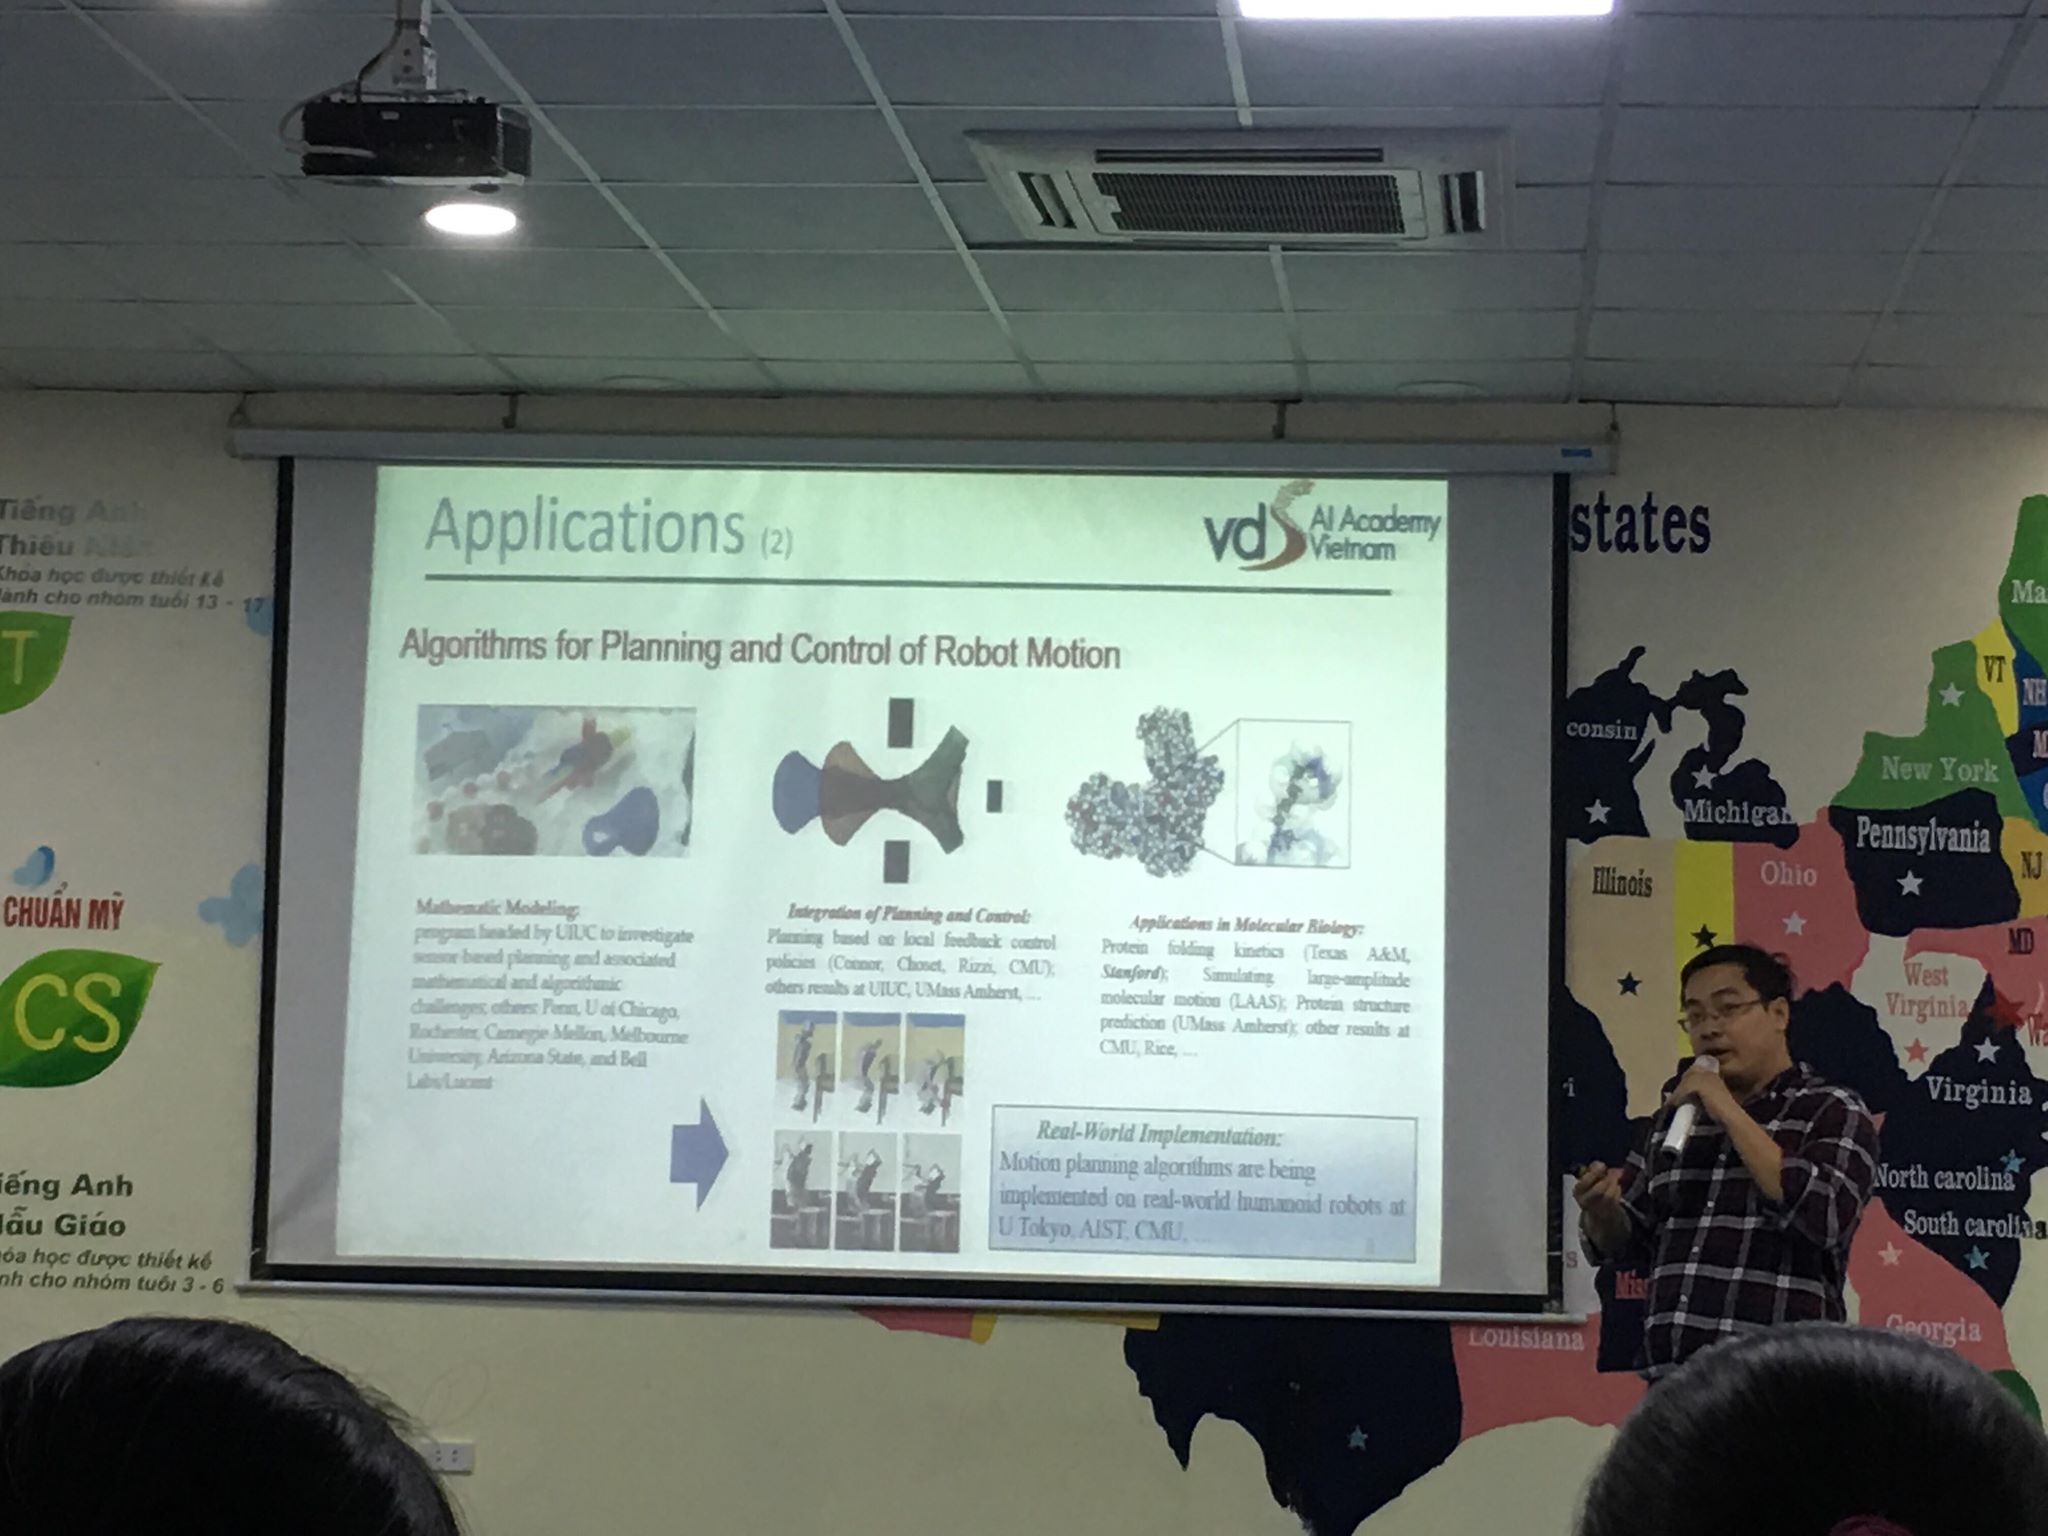 Applications (2)
vdS AI Academy
Vietnam
Algorithms for Planning and Control of Robot Motion
Mathematic Modeling:
program headed by UIUC to investigate
sensor-based planning and associated
mathematical and algorithmic
challenges; others: Penn, U of Chicago,
Rochester, Carnegie Mellon, Melbourne
University, Arizona State, and Bell
Labs/Lucent
Integration of Planning and Control:
Planning based on local feedback control
policies (Connor, Choset, Rizzi, CMU);
others results at UIUC, UMass Amherst, ...
Applications in Molecular Biology:
Protein folding kinetics (Texas A&M,
Stanford); Simulating large-amplitude
molecular motion (LAAS); Protein structure
prediction (UMass Amherst); other results at
CMU, Rice, ...
Real-World Implementation:
Motion planning algorithms are being
implemented on real-world humanoid robots at
U Tokyo, AIST, CMU, ...
Tiếng Anh
Thiếu
Khóa học được thiết kế
dành cho nhóm tuổi 13 - 17
T
CHUẨN MỸ
CS
iếng Anh
Mẫu Giáo
óa học được thiết kế
nh cho nhóm tuổi 3 - 6
states
Ma
VT
NH
consin
New York
Michigan
Pennsylvania
NJ
Illinois
Ohio
MD
West
Virginia
Wa
Virginia
North carolina
South carolina
Mis
Georgia
Louisiana